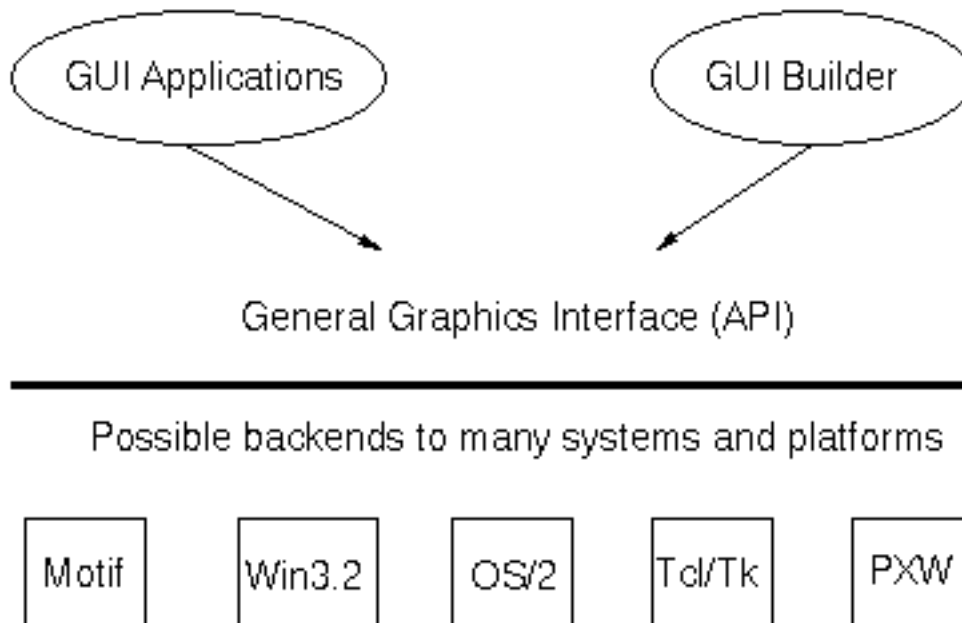 GUI Applications
GUI Builder
General Graphics Interface (API)
Possible backends to many systems and platforms
Motif
Win3.2
OS/2
Tcl/Tk
PXW